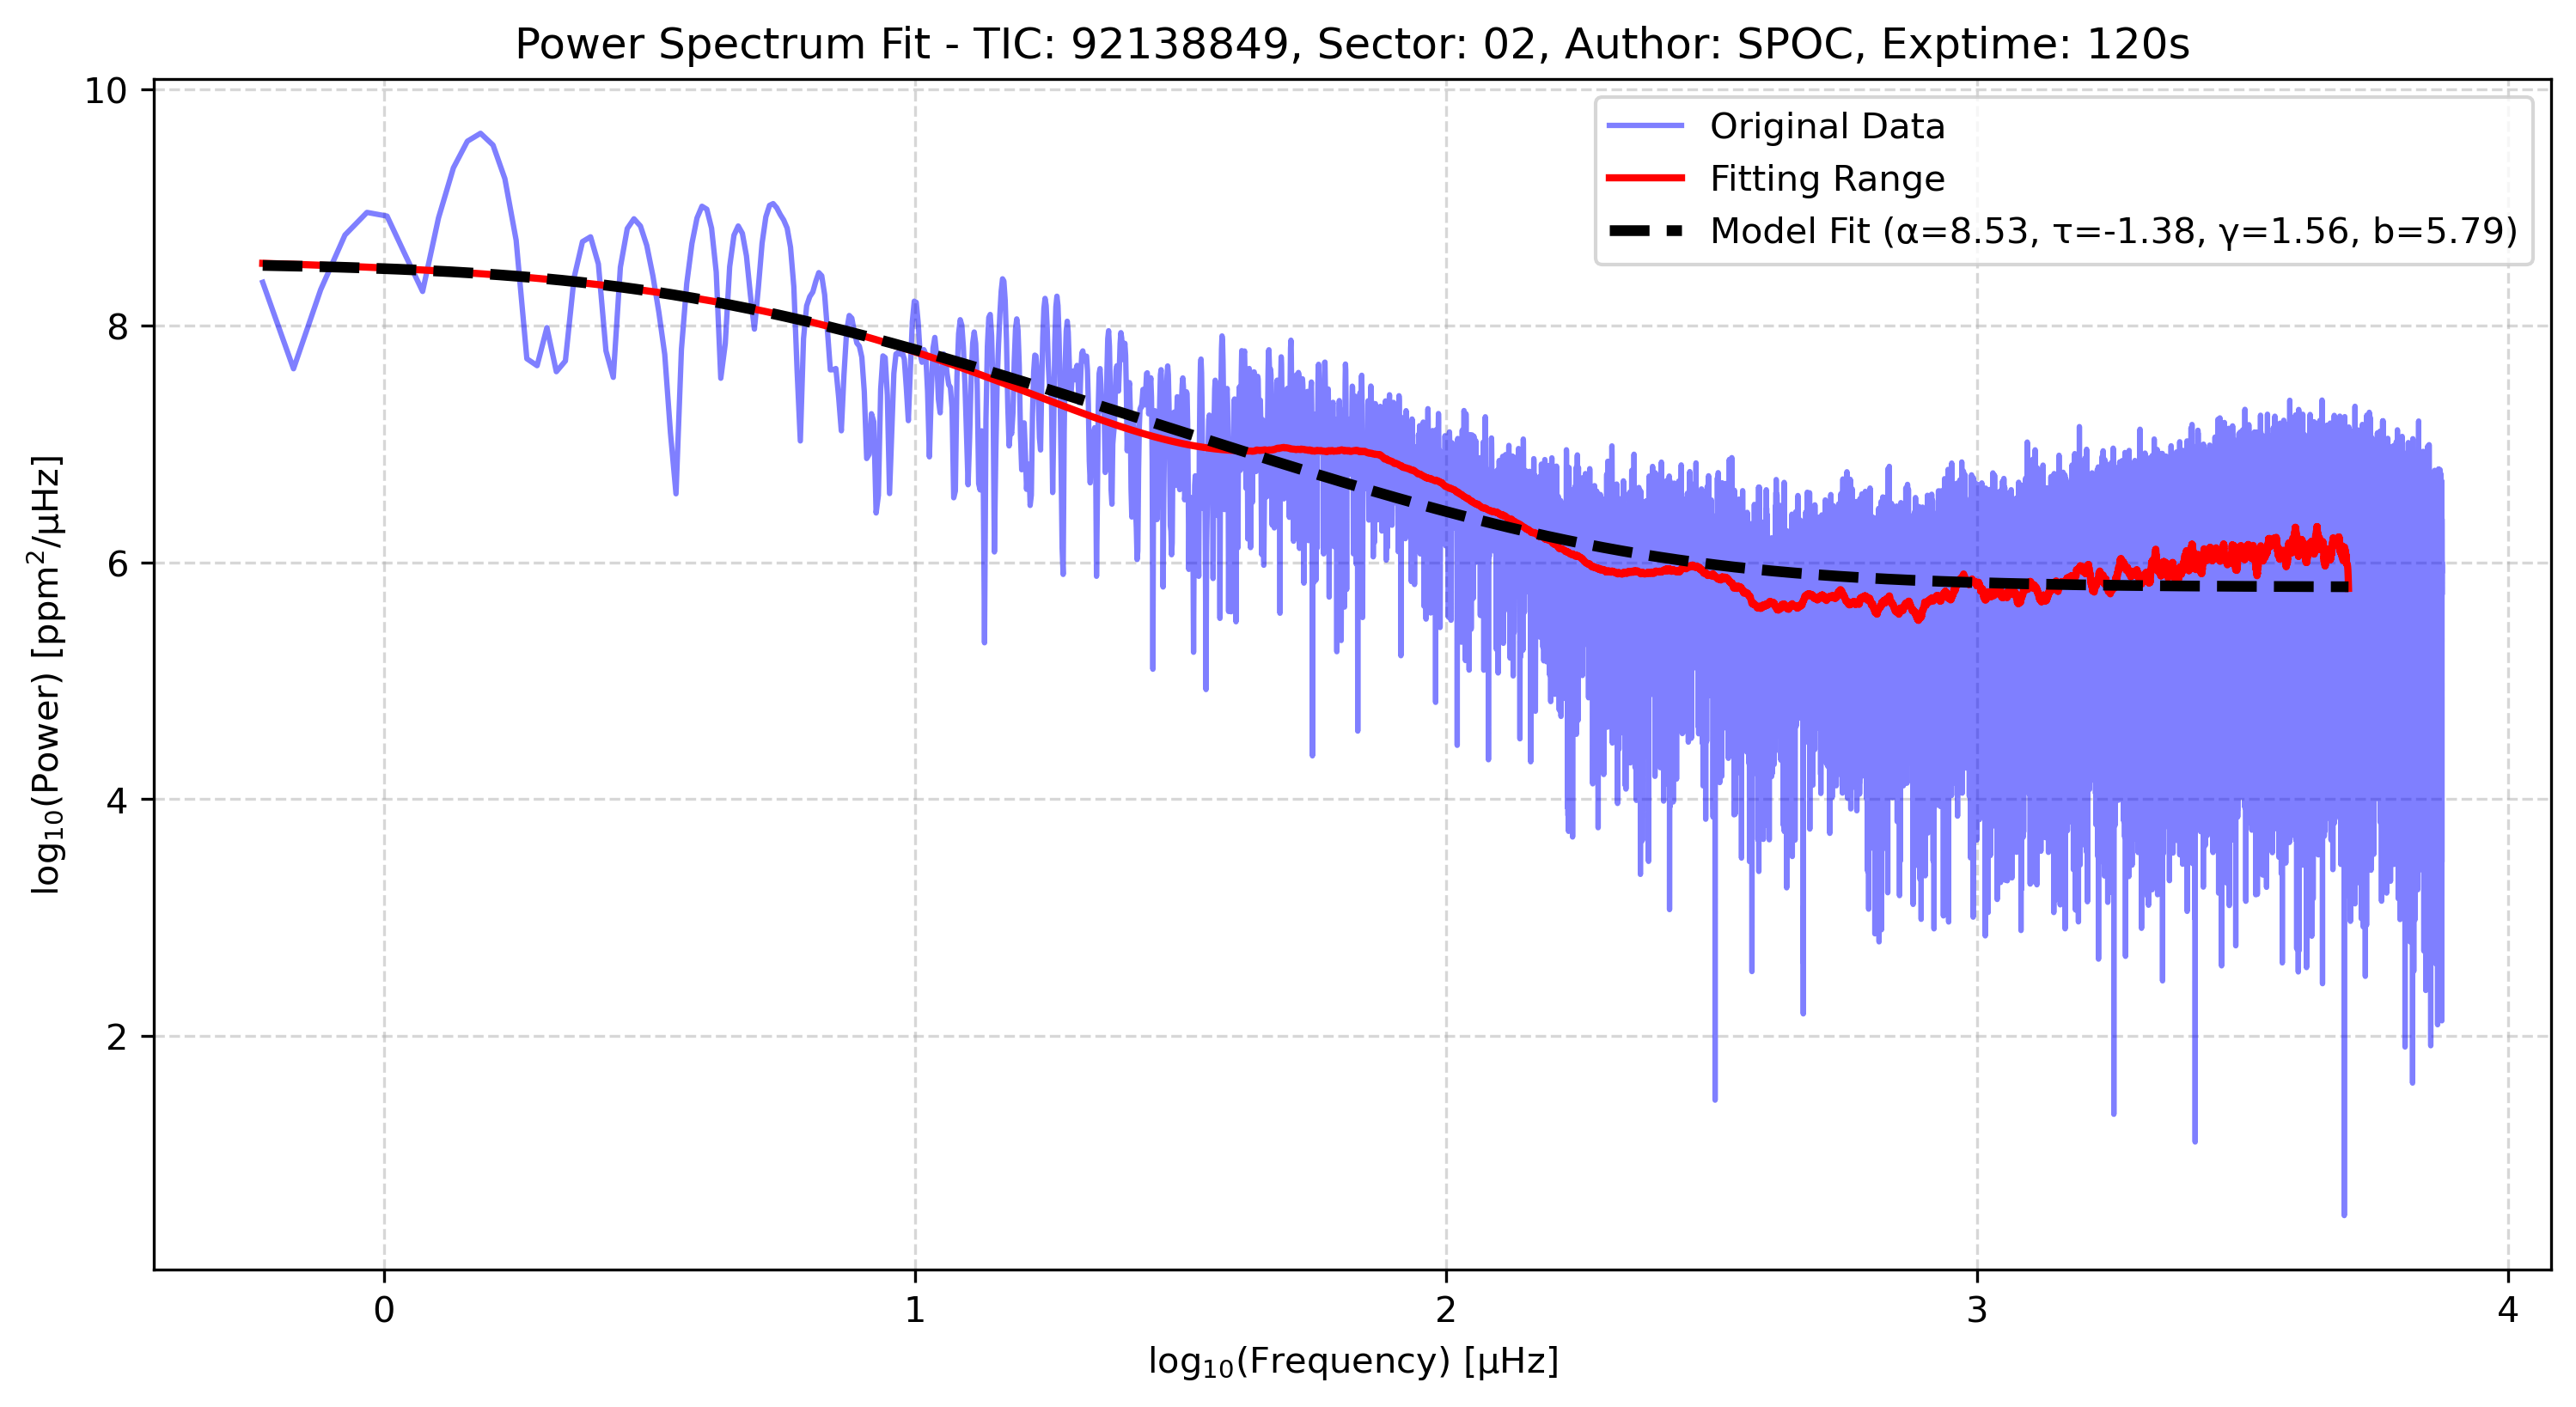 Power Spectrum Fit - TIC: 92138849, Sector: 02, Author: SPOC, Exptime: 120s
Original Data
Fitting Range
Model Fit (α=8.53, τ=-1.38, γ=1.56, b=5.79)
log₁₀(Power) [ppm²/μHz]
10
8
6
4
2
0
1
2
3
4
log₁₀(Frequency) [μHz]